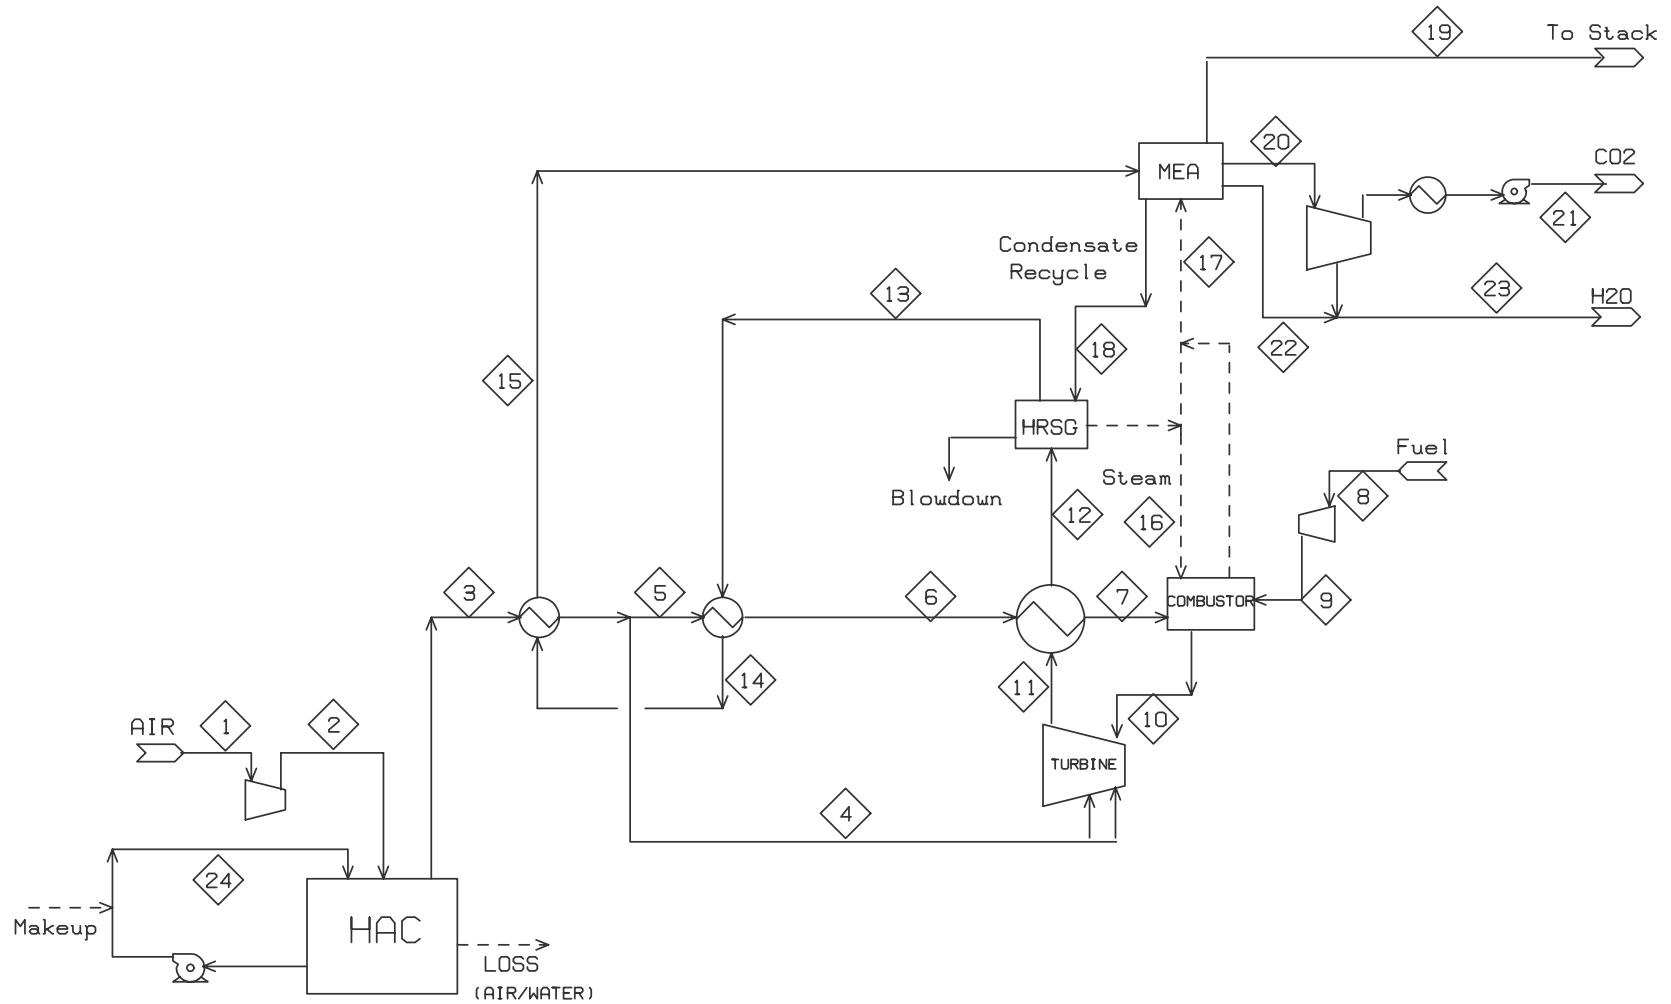 19
To Stack
20
CO2
MEA
21
Condensate
Recycle
17
23
H2O
13
18
22
15
HRSG
Fuel
Steam
8
Blowdown
12
16
3
5
6
7
COMBUSTOR
9
14
11
10
AIR
1
2
TURBINE
4
24
HAC
Makeup
LOSS
(AIR/WATER)